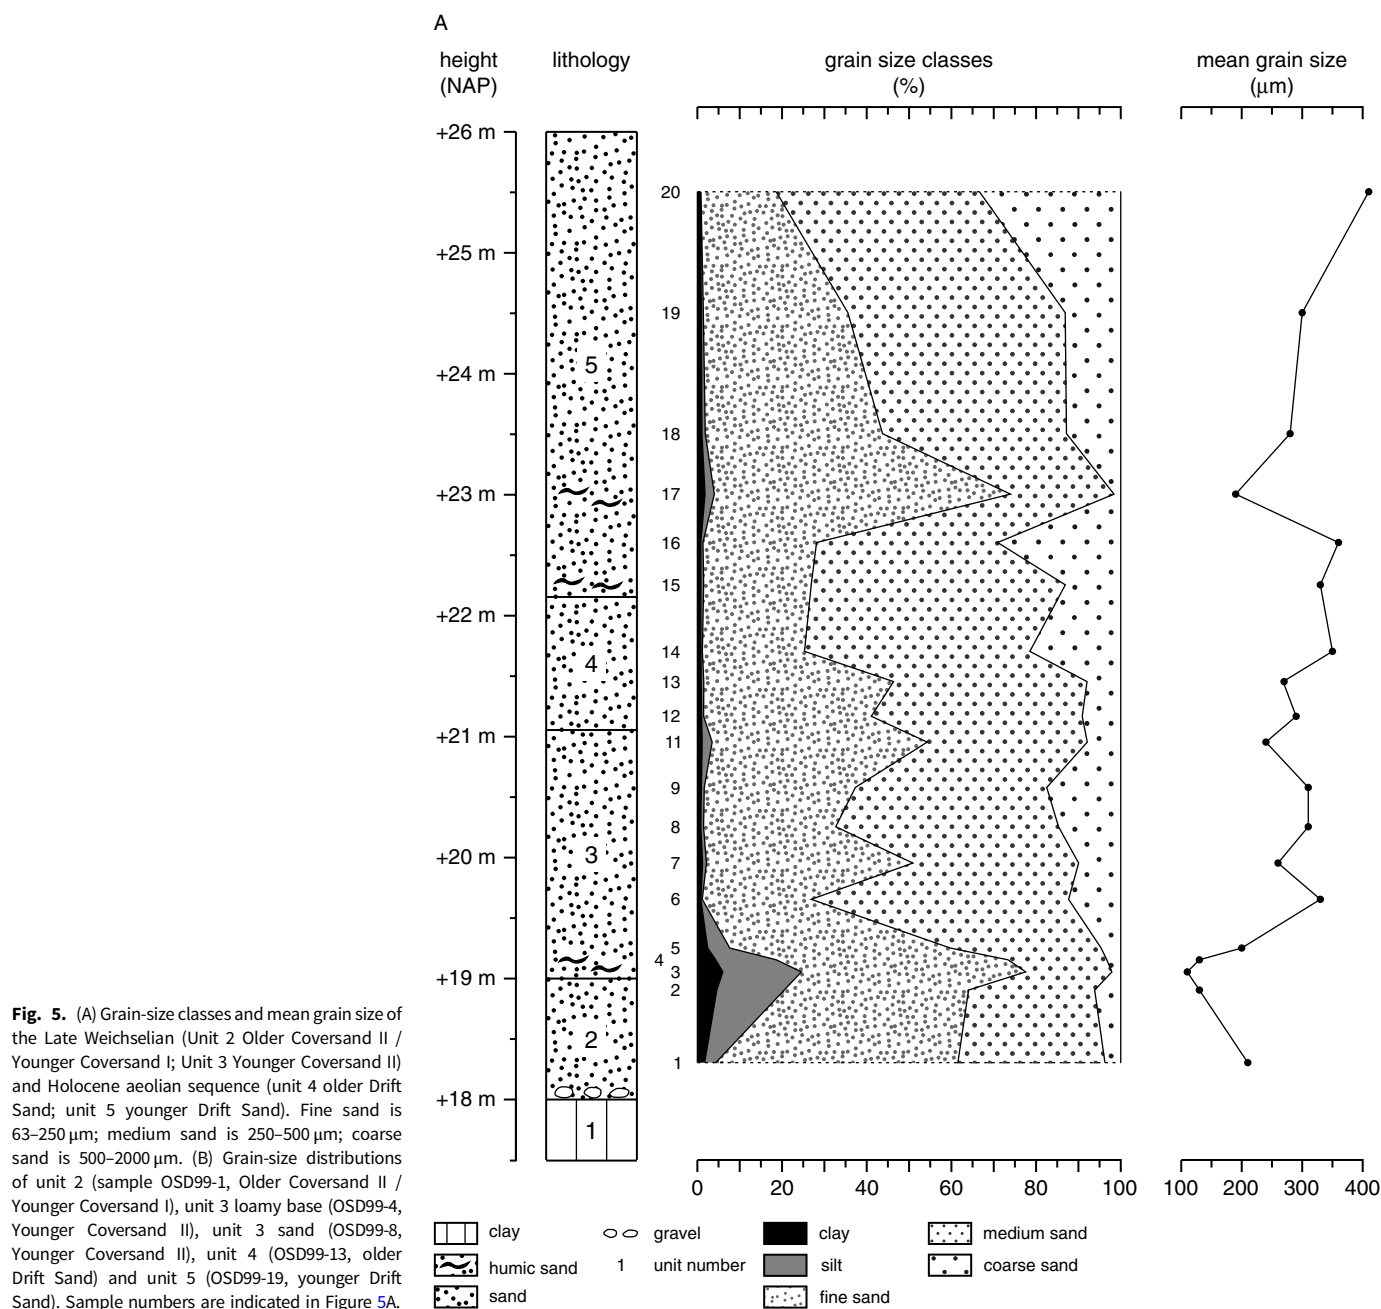 A
height
(NAP)
lithology
grain size classes
(%)
mean grain size
(μm)
+26 m
+25 m
+24 m
+23 m
+22 m
+21 m
+20 m
+19 m
+18 m
5
4
3
2
1
20
19
18
17
16
15
14
13
12
11
9
8
7
6
5
4
3
2
1
0 20 40 60 80 100
100 200 300 400
clay
humic sand
sand
gravel
1 unit number
clay
silt
fine sand
medium sand
coarse sand
Fig. 5. (A) Grain-size classes and mean grain size of
the Late Weichselian (Unit 2 Older Coversand II /
Younger Coversand I; Unit 3 Younger Coversand II)
and Holocene aeolian sequence (unit 4 older Drift
Sand; unit 5 younger Drift Sand). Fine sand is
63–250 μm; medium sand is 250–500 μm; coarse
sand is 500–2000 μm. (B) Grain-size distributions
of unit 2 (sample OSD99-1, Older Coversand II /
Younger Coversand I), unit 3 loamy base (OSD99-4,
Younger Coversand II), unit 3 sand (OSD99-8,
Younger Coversand II), unit 4 (OSD99-13, older
Drift Sand) and unit 5 (OSD99-19, younger Drift
Sand). Sample numbers are indicated in Figure 5A.